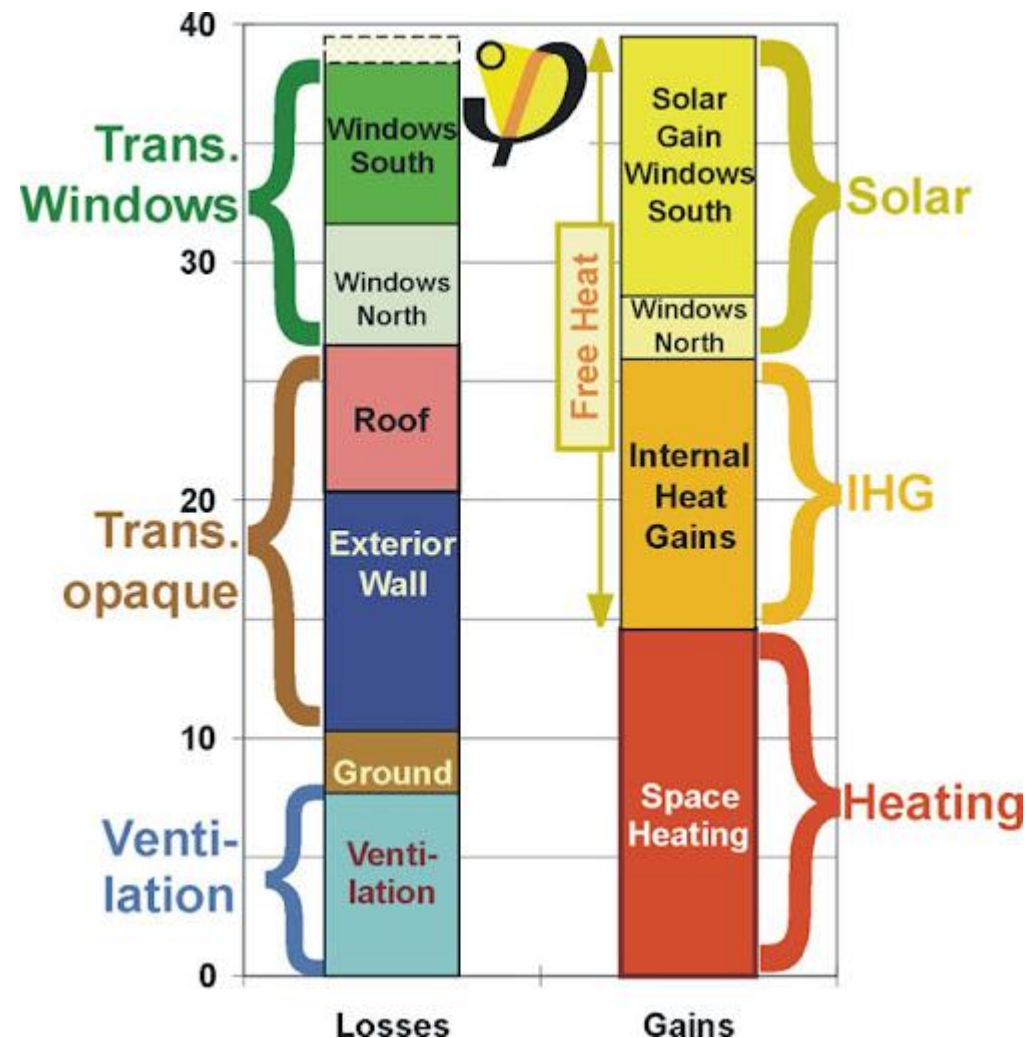 40
30
20
10
0
Trans.
Windows
Trans.
opaque
Venti-
lation
Windows
South
Windows
North
Roof
Exterior
Wall
Ground
Venti-
lation
Free Heat
Solar
Gain
Windows
South
Windows
North
Internal
Heat
Gains
Space
Heating
Solar
IHG
Heating
Losses
Gains